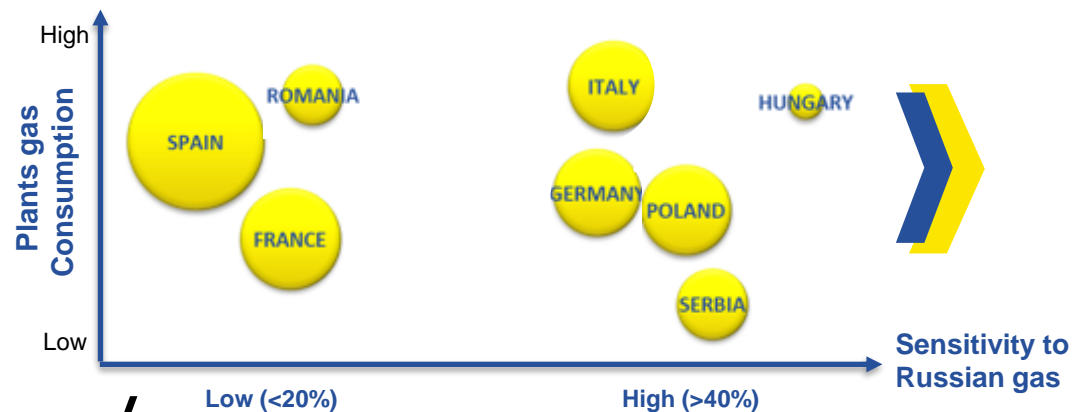 High
ROMANIA
ITALY
HUNGARY
SPAIN
Plants gas
Consumption
GERMANY
POLAND
FRANCE
SERBIA
Low
Sensitivity to
Russian gas
Low (<20%)
High (>40%)